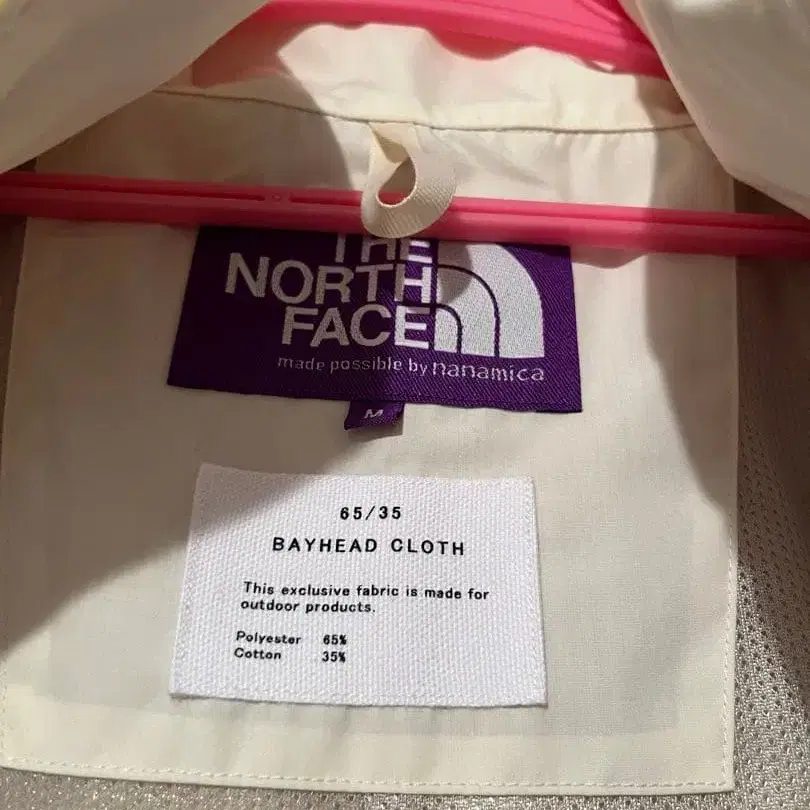 THE
NORTH
FACE
made possible by nanamica
M
65/35
BAYHEAD CLOTH
This exclusive fabric is made for
outdoor products.
Polyester 65%
Cotton 35%